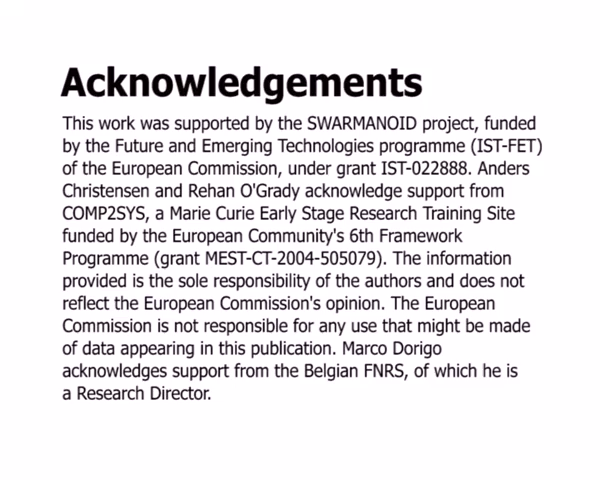 Acknowledgements
This work was supported by the SWARMANOID project, funded
by the Future and Emerging Technologies programme (IST-FET)
of the European Commission, under grant IST-022888. Anders
Christensen and Rehan O'Grady acknowledge support from
COMP2SYS, a Marie Curie Early Stage Research Training Site
funded by the European Community's 6th Framework
Programme (grant MEST-CT-2004-505079). The information
provided is the sole responsibility of the authors and does not
reflect the European Commission's opinion. The European
Commission is not responsible for any use that might be made
of data appearing in this publication. Marco Dorigo
acknowledges support from the Belgian FNRS, of which he is
a Research Director.